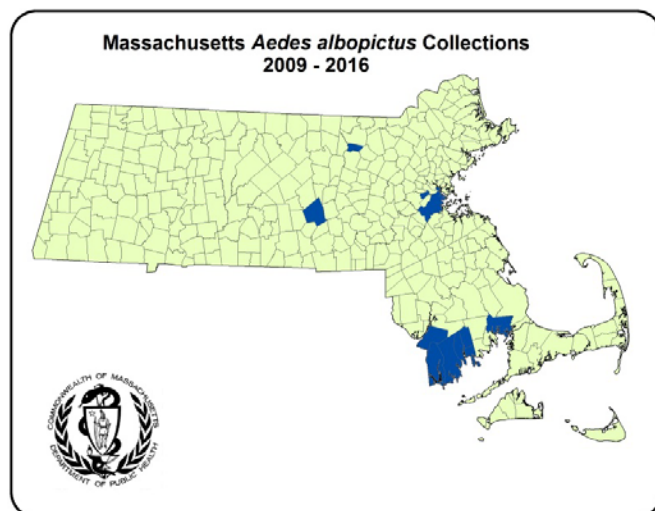 Massachusetts Aedes albopictus Collections
2009 - 2016
COMMONWEALTH OF MASSACHUSETTS
DEPARTMENT OF PUBLIC HEALTH